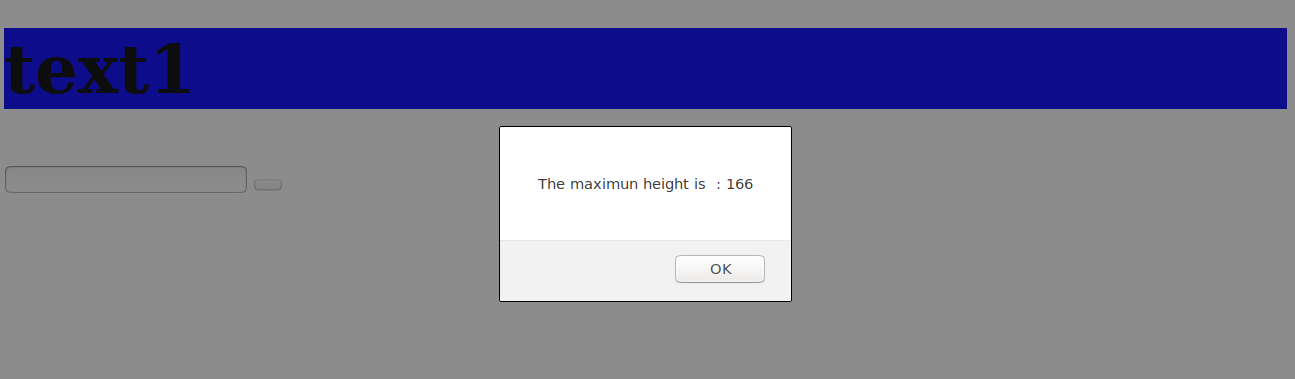 text1
The maximun height is  : 166
OK